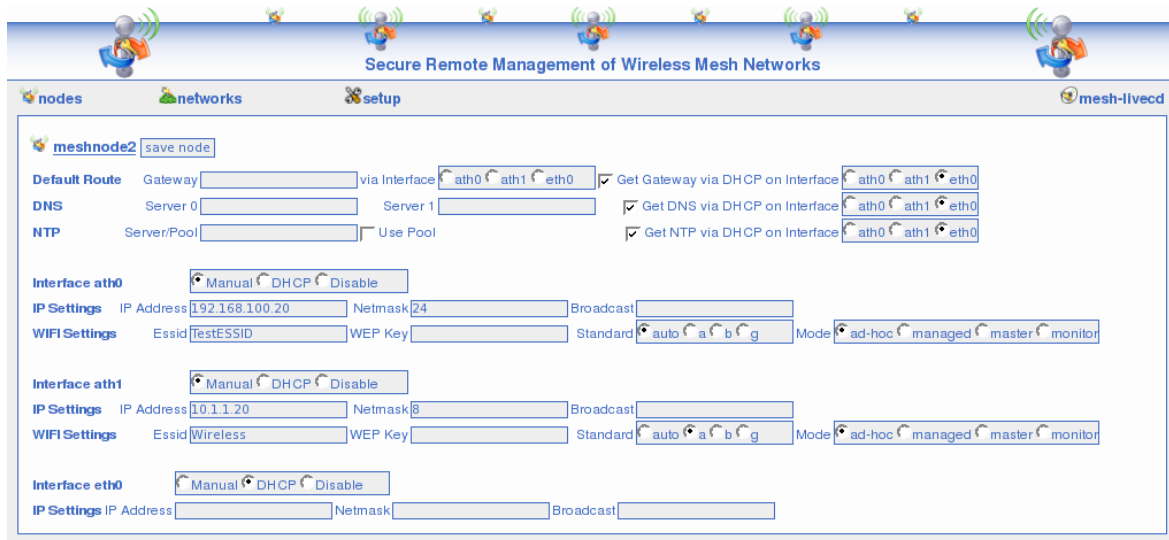 Secure Remote Management of Wireless Mesh Networks
nodes networks setup mesh-livecd
meshnode2 save node
Default Route Gateway via Interface ath0 ath1 eth0 Get Gateway via DHCP on Interface ath0 ath1 eth0
DNS Server 0 Server 1 Get DNS via DHCP on Interface ath0 ath1 eth0
NTP Server/Pool Use Pool Get NTP via DHCP on Interface ath0 ath1 eth0
Interface ath0 Manual DHCP Disable
IP Settings IP Address 192.168.100.20 Netmask 24 Broadcast
WIFI Settings Essid TestESSID WEP Key Standard auto a b g Mode ad-hoc managed master monitor
Interface ath1 Manual DHCP Disable
IP Settings IP Address 10.1.1.20 Netmask 8 Broadcast
WIFI Settings Essid Wireless WEP Key Standard auto a b g Mode ad-hoc managed master monitor
Interface eth0 Manual DHCP Disable
IP Settings IP Address Netmask Broadcast